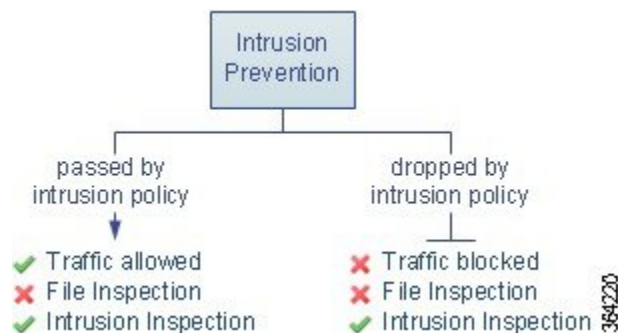 Intrusion
Prevention
passed by
intrusion policy
dropped by
intrusion policy
Traffic allowed
File Inspection
Intrusion Inspection
Traffic blocked
File Inspection
Intrusion Inspection
364220